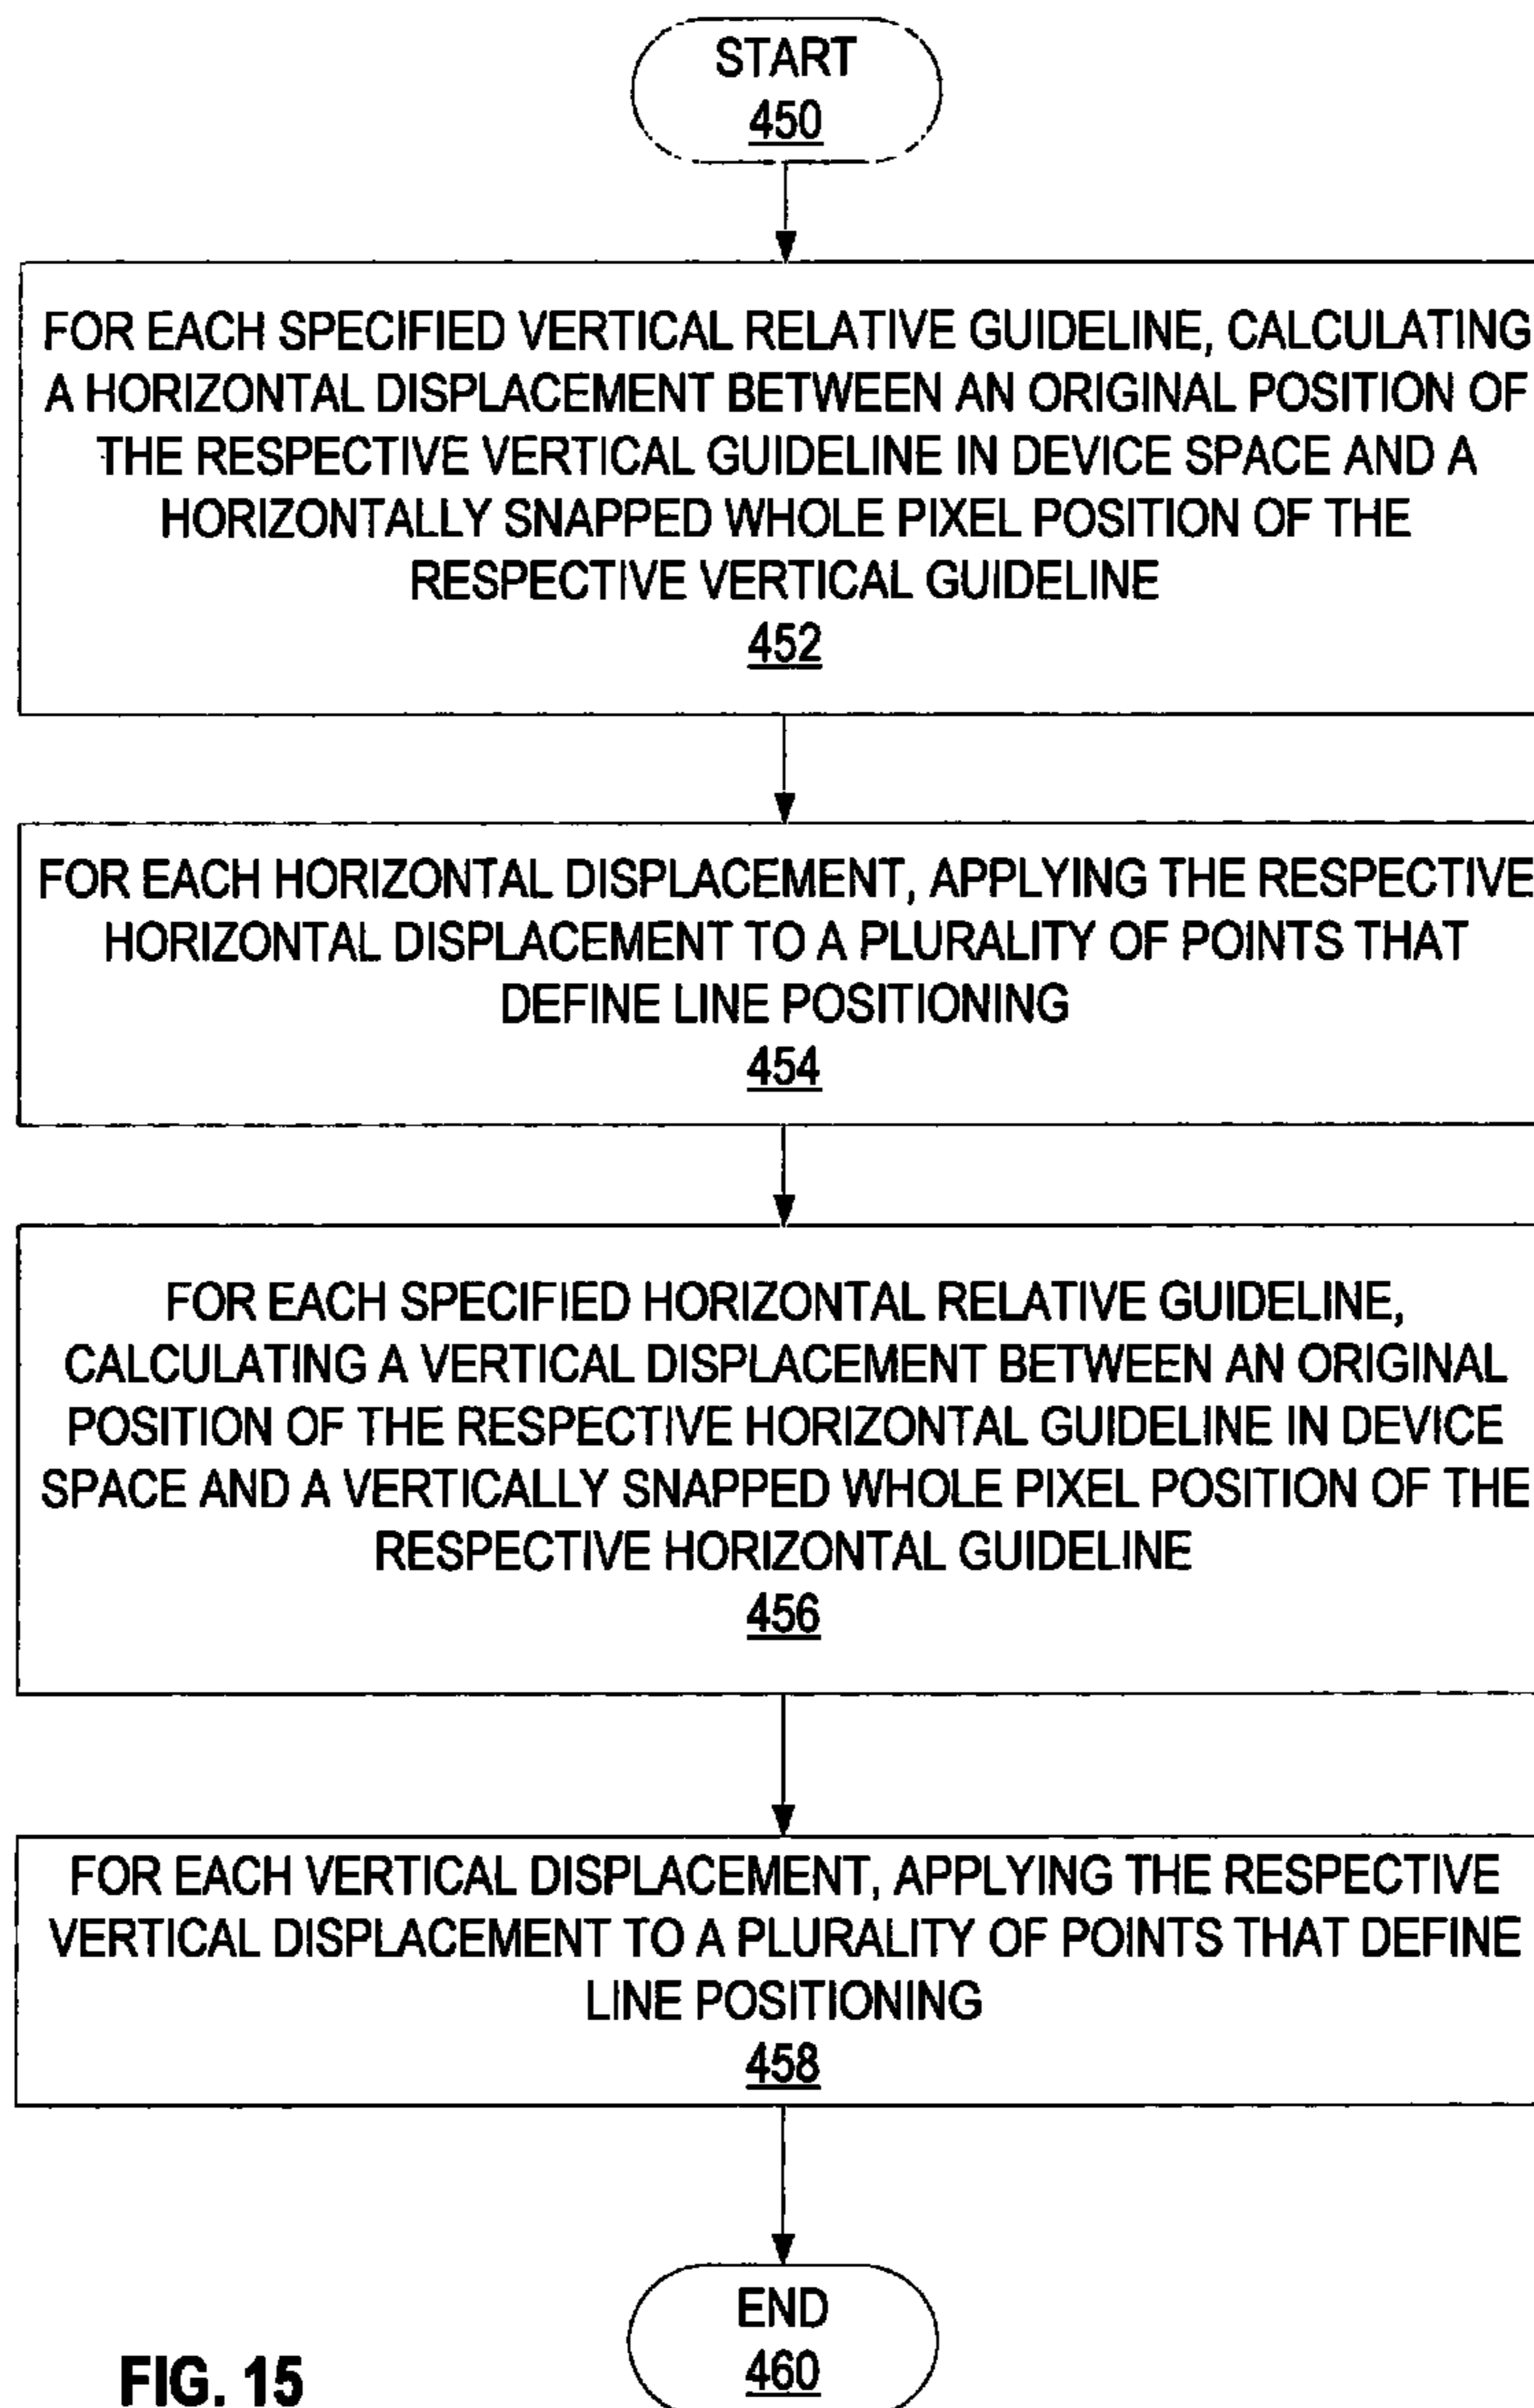 START
450
FOR EACH SPECIFIED VERTICAL RELATIVE GUIDELINE, CALCULATING
A HORIZONTAL DISPLACEMENT BETWEEN AN ORIGINAL POSITION OF
THE RESPECTIVE VERTICAL GUIDELINE IN DEVICE SPACE AND A
HORIZONTALLY SNAPPED WHOLE PIXEL POSITION OF THE
RESPECTIVE VERTICAL GUIDELINE
452
FOR EACH HORIZONTAL DISPLACEMENT, APPLYING THE RESPECTIVE
HORIZONTAL DISPLACEMENT TO A PLURALITY OF POINTS THAT
DEFINE LINE POSITIONING
454
FOR EACH SPECIFIED HORIZONTAL RELATIVE GUIDELINE,
CALCULATING A VERTICAL DISPLACEMENT BETWEEN AN ORIGINAL
POSITION OF THE RESPECTIVE HORIZONTAL GUIDELINE IN DEVICE
SPACE AND A VERTICALLY SNAPPED WHOLE PIXEL POSITION OF THE
RESPECTIVE HORIZONTAL GUIDELINE
456
FOR EACH VERTICAL DISPLACEMENT, APPLYING THE RESPECTIVE
VERTICAL DISPLACEMENT TO A PLURALITY OF POINTS THAT DEFINE
LINE POSITIONING
458
END
460
FIG. 15